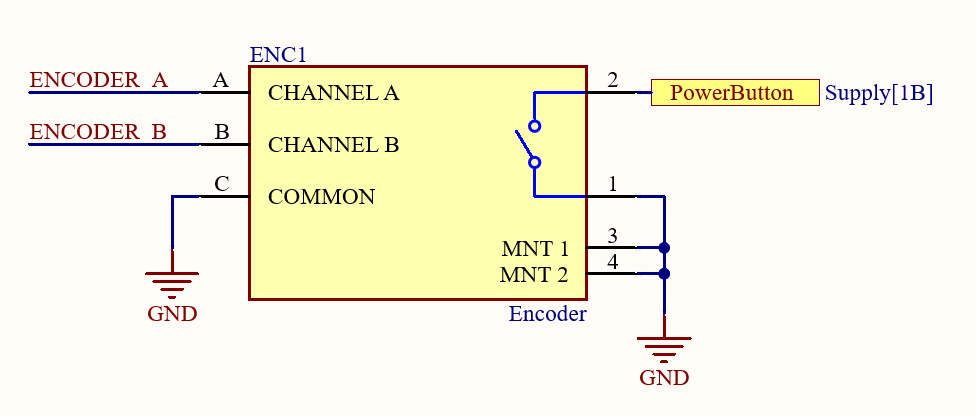 ENC1
ENCODER_A
A
CHANNEL A
2
PowerButton
Supply[1B]
ENCODER_B
B
CHANNEL B
C
COMMON
1
MNT 1
3
MNT 2
4
GND
Encoder
GND